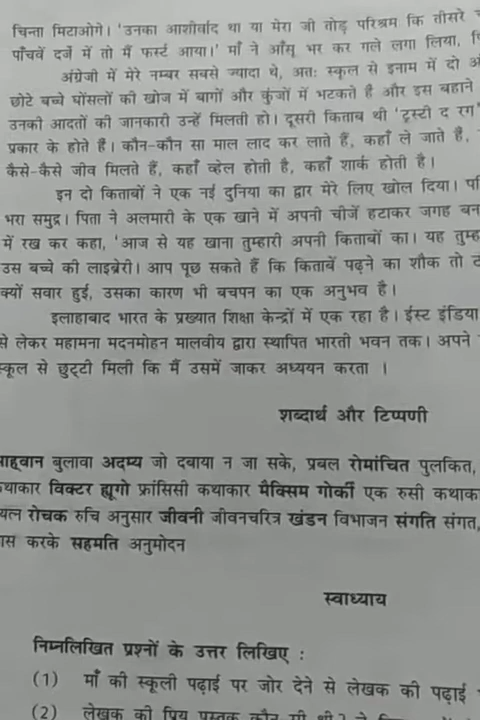 चिन्ता मिटाओगे। 'उनका आशीर्वाद था या मेरा जी तोड़ परिश्रम कि तीसरे
पाँचवें दर्जे में तो मैं फर्स्ट आया।' माँ ने आँसू भर कर गले लगा लिया,
अंग्रेजी में मेरे नम्बर सबसे ज्यादा थे, अतः स्कूल से इनाम में दो
छोटे बच्चे घोंसलों की खोज में बागों और कुंजों में भटकते है और इस बहाने
उनकी आदतों की जानकारी उन्हें मिलती हो। दूसरी किताब थी 'ट्रस्टी द रग'
प्रकार के होते हैं। कौन-कौन सा माल लाद कर लाते हैं, कहाँ ले जाते हैं,
कैसे-कैसे जीव मिलते हैं, कहाँ व्हेल होती है, कहाँ शार्क होती है।
इन दो किताबों ने एक नई दुनिया का द्वार मेरे लिए खोल दिया।
भरा समुद्र। पिता ने अलमारी के एक खाने में अपनी चीजें हटाकर जगह
में रख कर कहा, 'आज से यह खाना तुम्हारी अपनी किताबों का। यह
उस बच्चे की लाइब्रेरी। आप पूछ सकते हैं कि किताबें पढ़ने का शौक तो
क्यों सवार हुई, उसका कारण भी बचपन का एक अनुभव है।
इलाहाबाद भारत के प्रख्यात शिक्षा केन्द्रों में एक रहा है। ईस्ट इंडिया
से लेकर महामना मदनमोहन मालवीय द्वारा स्थापित भारती भवन तक। अपने
स्कूल से छुट्टी मिली कि मैं उसमें जाकर अध्ययन करता ।
शब्दार्थ और टिप्पणी
बुलावा अदम्य जो दबाया न जा सके, प्रबल रोमांचित पुलकित,
विक्टर ह्यूगो फ्रांसिसी कथाकार मैक्सिम गोर्की एक रुसी
रोचक रुचि अनुसार जीवनी जीवनचरित्र खंडन विभाजन संगति संगत,
करके सहमति अनुमोदन
स्वाध्याय
निम्नलिखित प्रश्नों के उत्तर लिखिए :
(1) माँ की स्कूली पढ़ाई पर जोर देने से लेखक की पढ़ाई
(2) लेखक की प्रिय पुस्तक कौन सी थी?